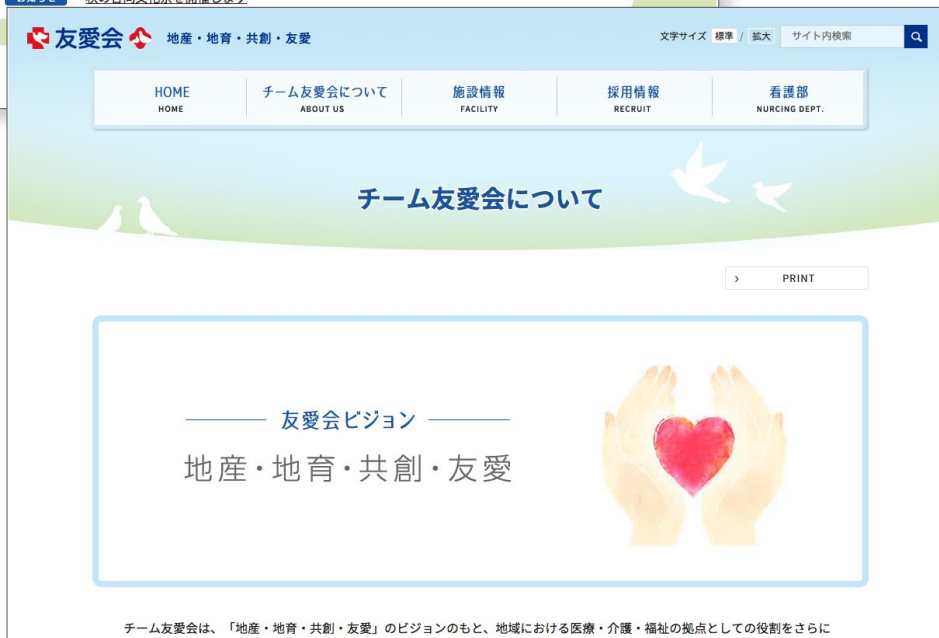 友愛会 地産・地育・共創・友愛
文字サイズ 標準 / 拡大 サイト内検索
HOME
HOME
チーム友愛会について
ABOUT US
施設情報
FACILITY
採用情報
RECRUIT
看護部
NURCING DEPT.
チーム友愛会について
› PRINT
友愛会ビジョン
地産・地育・共創・友愛
チーム友愛会は、「地産・地育・共創・友愛」のビジョンのもと、地域における医療・介護・福祉の拠点としての役割をさらに